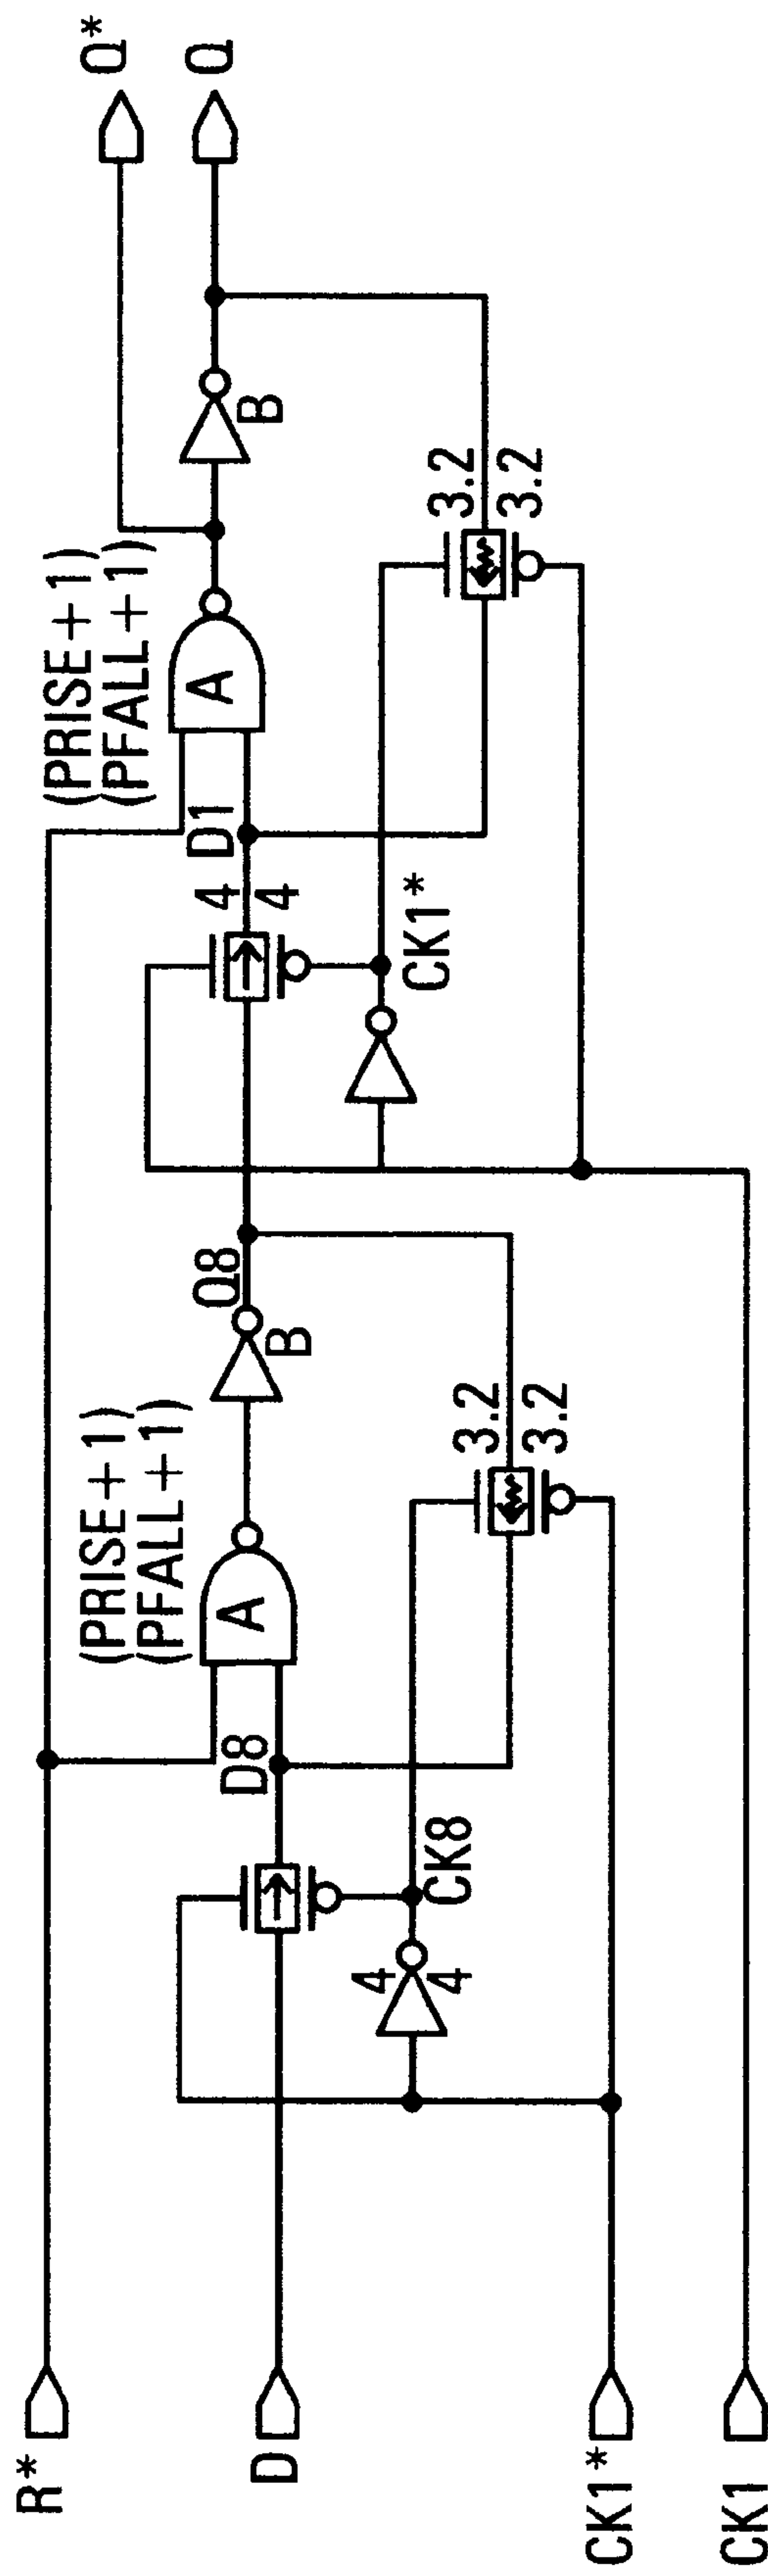 R*
D
CK1*
CK1
(PRISE+1)
(PFALL+1)
A
D8
4
4
CK8
B
Q8
3.2
3.2
(PRISE+1)
(PFALL+1)
A
D1
4
4
CK1*
B
3.2
3.2
Q*
Q